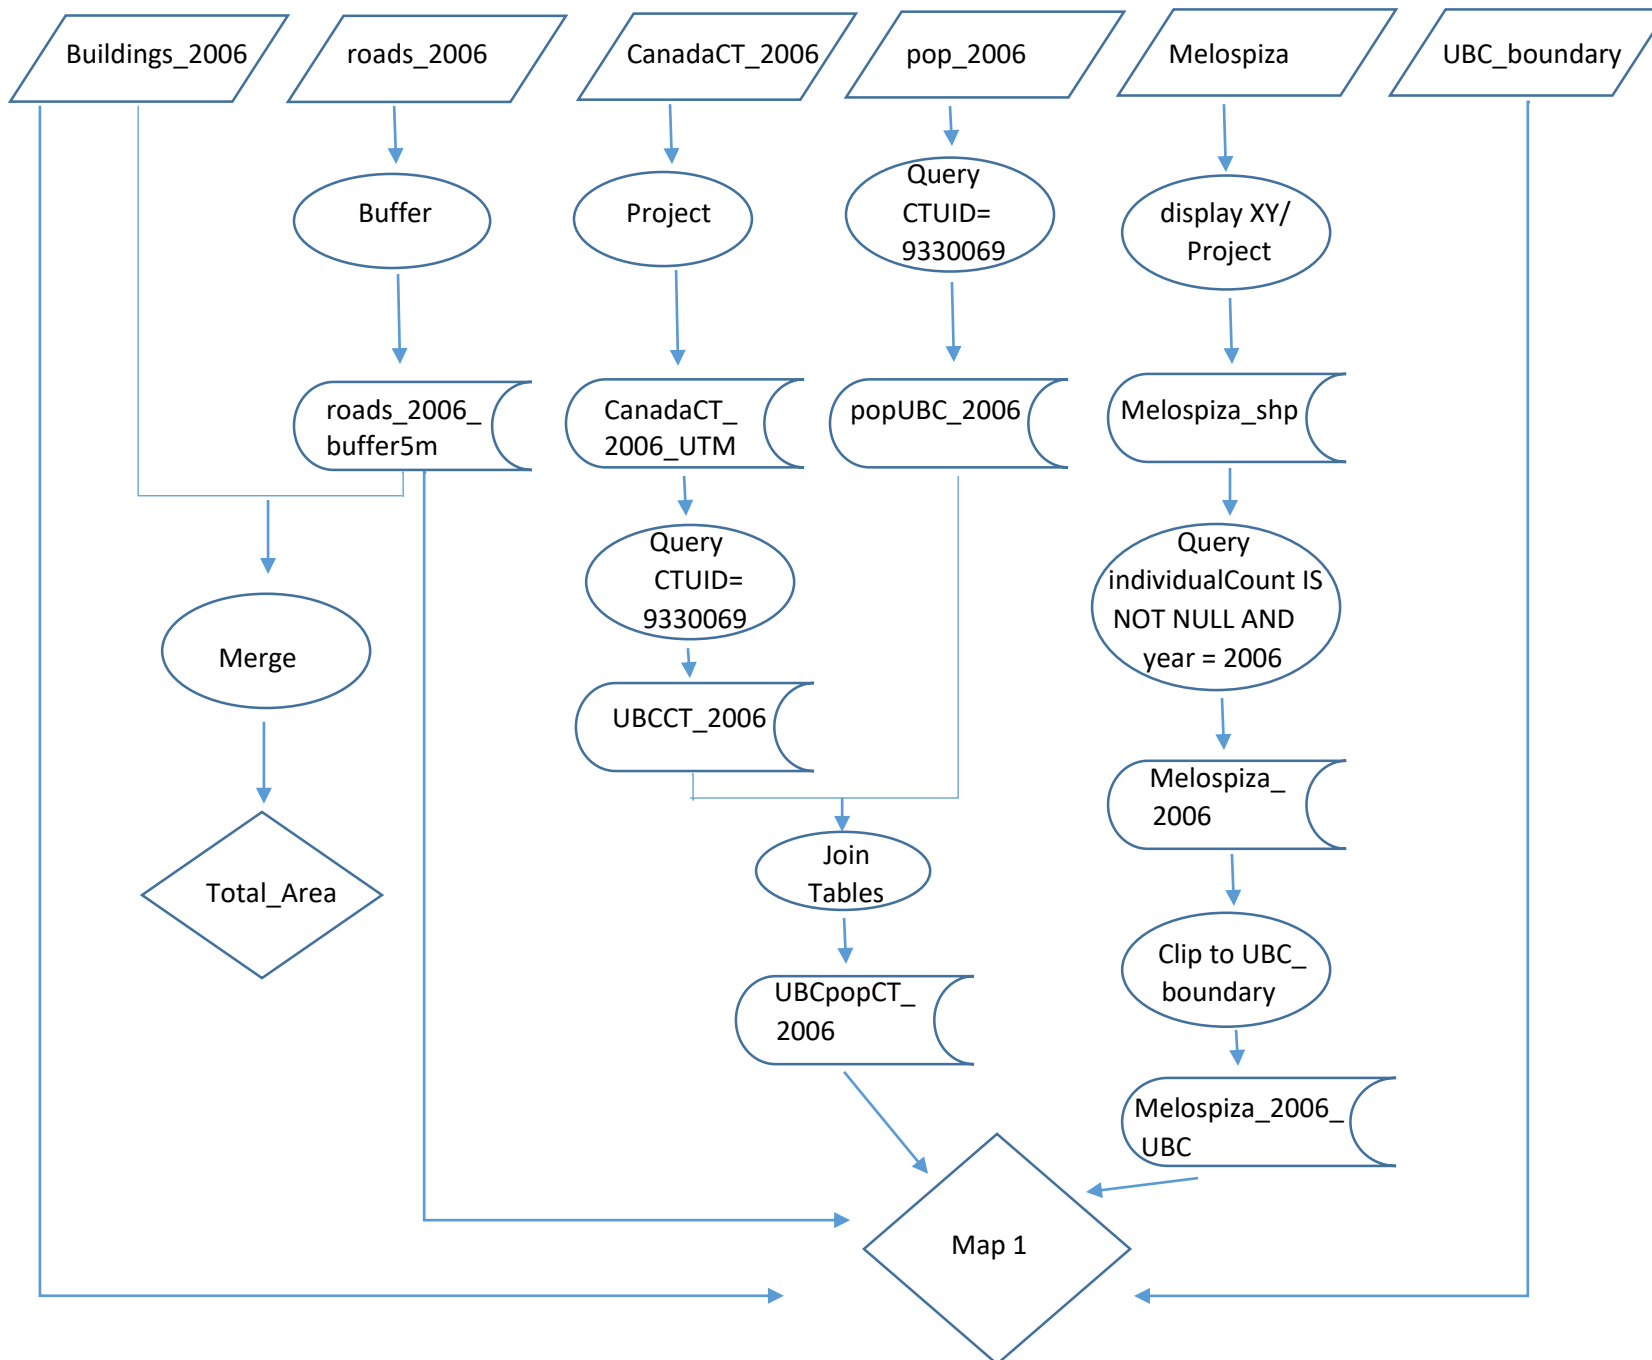 Buildings_2006
roads_2006
CanadaCT_2006
pop_2006
Melospiza
UBC_boundary
Buffer
Project
Query
CTUID=
9330069
display XY/
Project
roads_2006_
buffer5m
CanadaCT_
2006_UTM
popUBC_2006
Melospiza_shp
Merge
Query
CTUID=
9330069
Query
individualCount IS
NOT NULL AND
year = 2006
UBCCT_2006
Melospiza_
2006
Total_Area
Join
Tables
Clip to UBC_
boundary
UBCpopCT_
2006
Melospiza_2006_
UBC
Map 1